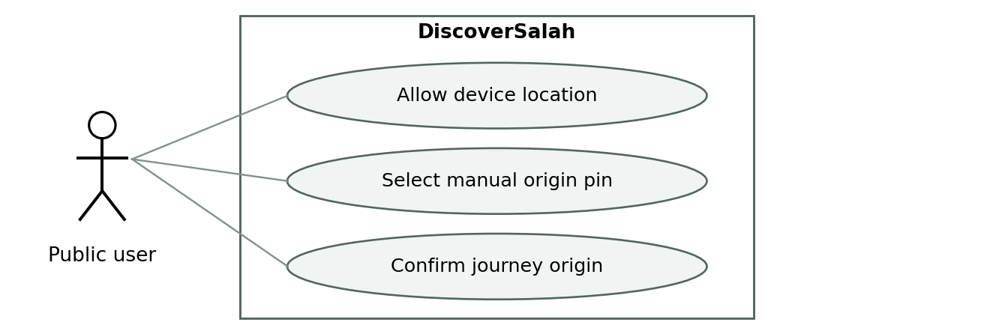 DiscoverSalah
Allow device location
Select manual origin pin
Confirm journey origin
Public user